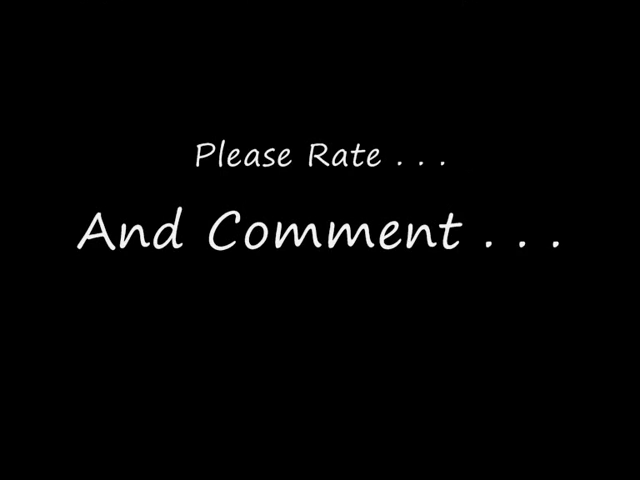 Please Rate . . .
And Comment . . .